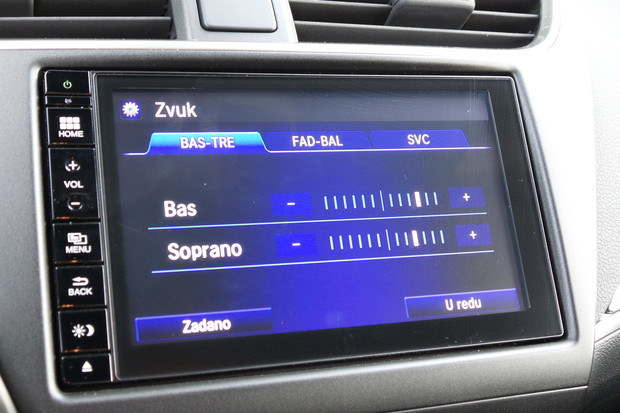 Zvuk
BAS-TRE
FAD-BAL
SVC
Bas
-
+
Soprano
-
+
Zadano
U redu
HOME
+
VOL
-
MENU
BACK